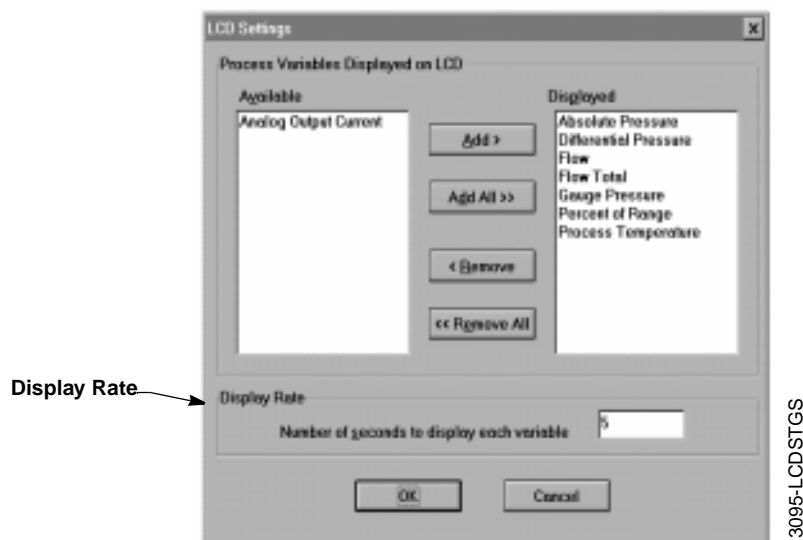 LCD Settings
Process Variables Displayed on LCD
Available
Analog Output Current
Add >
Add All >>
< Remove
<< Remove All
Displayed
Absolute Pressure
Differential Pressure
Flow
Flow Total
Gauge Pressure
Percent of Range
Process Temperature
Display Rate
Display Rate
Number of seconds to display each variable
5
OK
Cancel
3095-LCDSTGS